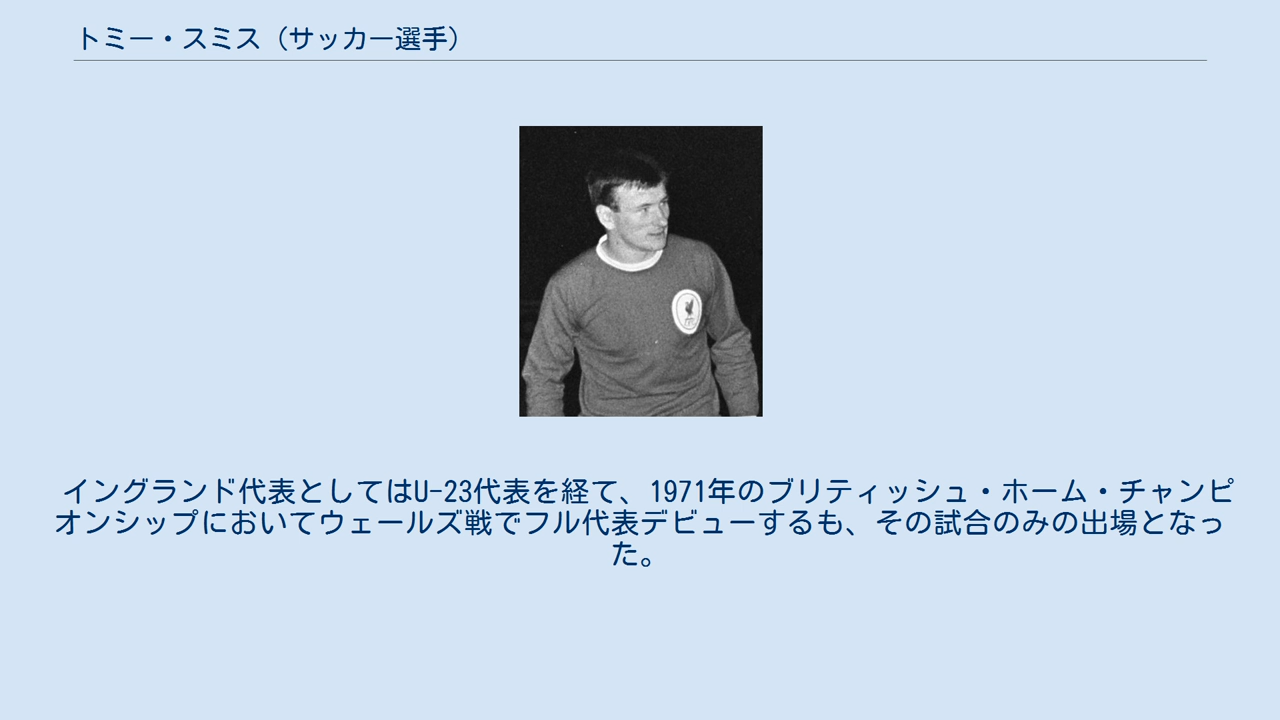 トミー・スミス（サッカー選手）
イングランド代表としてはU-23代表を経て、1971年のブリティッシュ・ホーム・チャンピ
オンシップにおいてウェールズ戦でフル代表デビューするも、その試合のみの出場となっ
た。